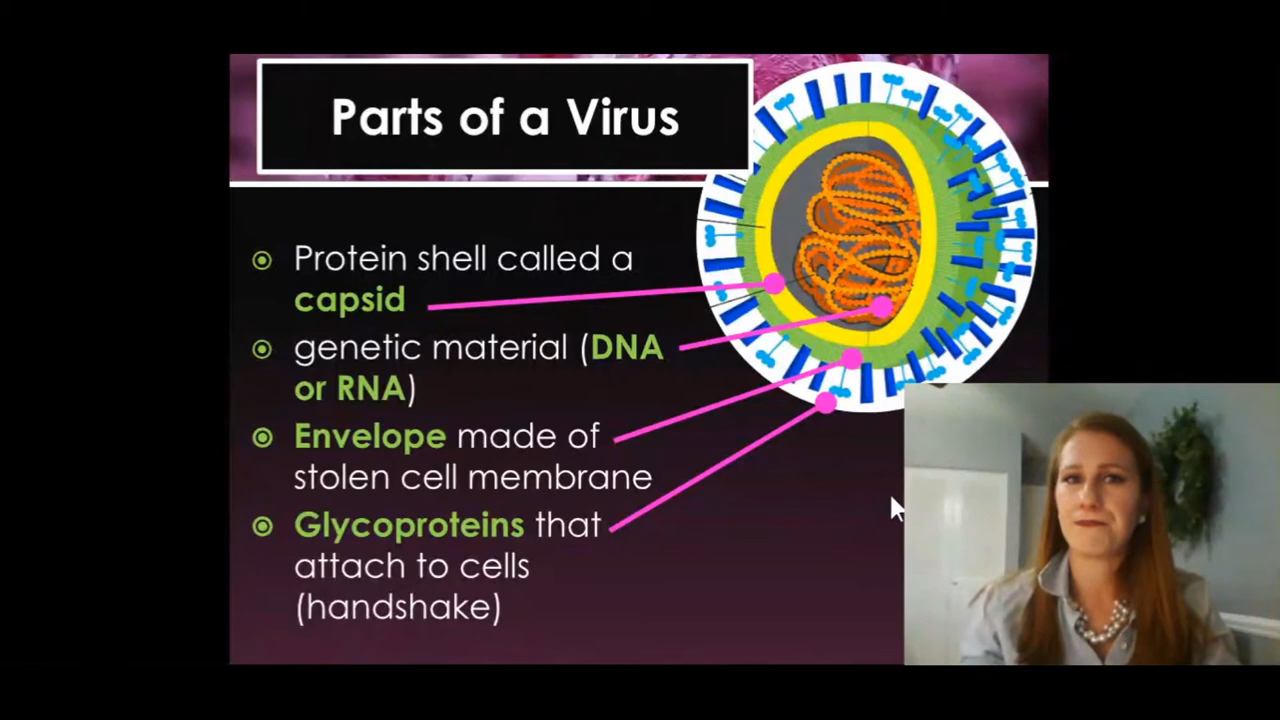 Parts of a Virus
Protein shell called a
capsid
genetic material (DNA
or RNA)
Envelope made of
stolen cell membrane
Glycoproteins that
attach to cells
(handshake)